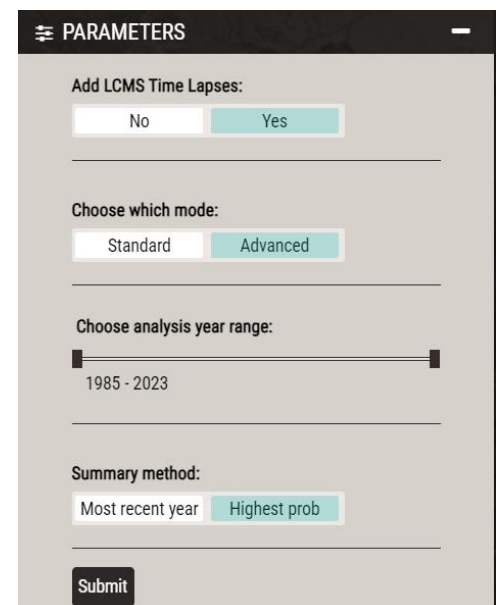 PARAMETERS
Add LCMS Time Lapses:
No Yes
Choose which mode:
Standard Advanced
Choose analysis year range:
1985 - 2023
Summary method:
Most recent year Highest prob
Submit